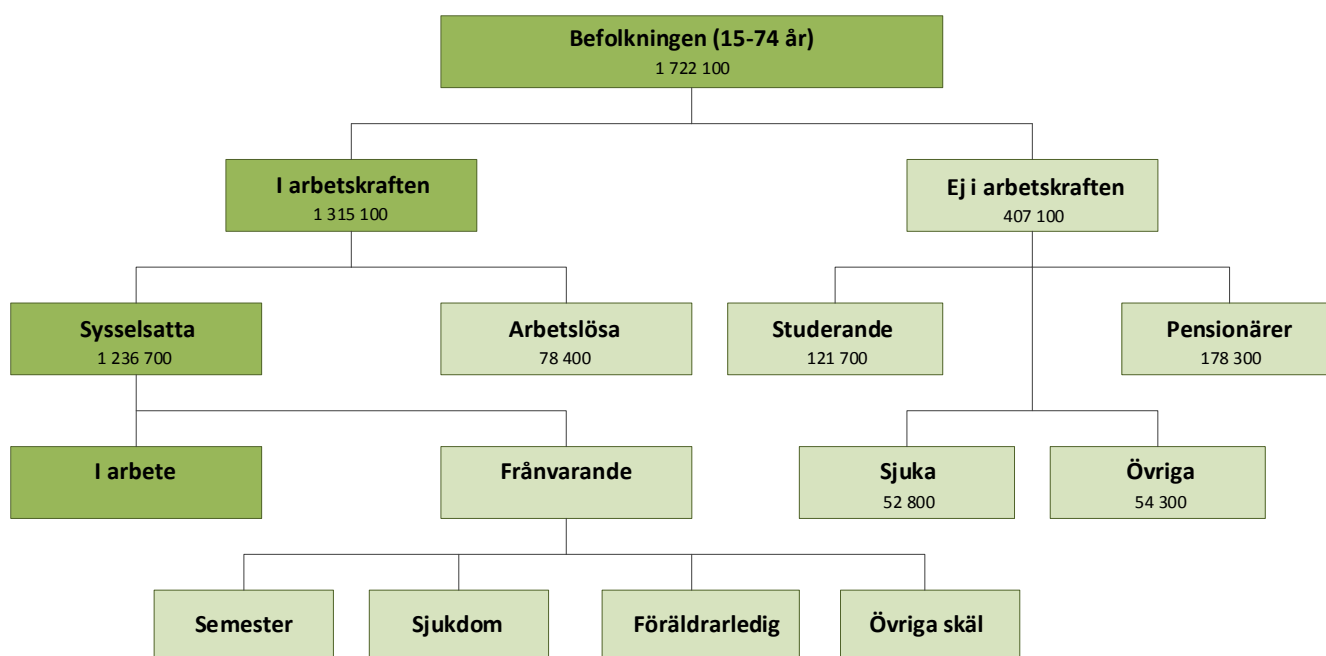 Befolkningen (15-74 år)
1 722 100
I arbetskraften
1 315 100
Ej i arbetskraften
407 100
Sysselsatta
1 236 700
Arbetslösa
78 400
Studerande
121 700
Pensionärer
178 300
I arbete
Frånvarande
Sjuka
52 800
Övriga
54 300
Semester
Sjukdom
Föräldrarledig
Övriga skäl